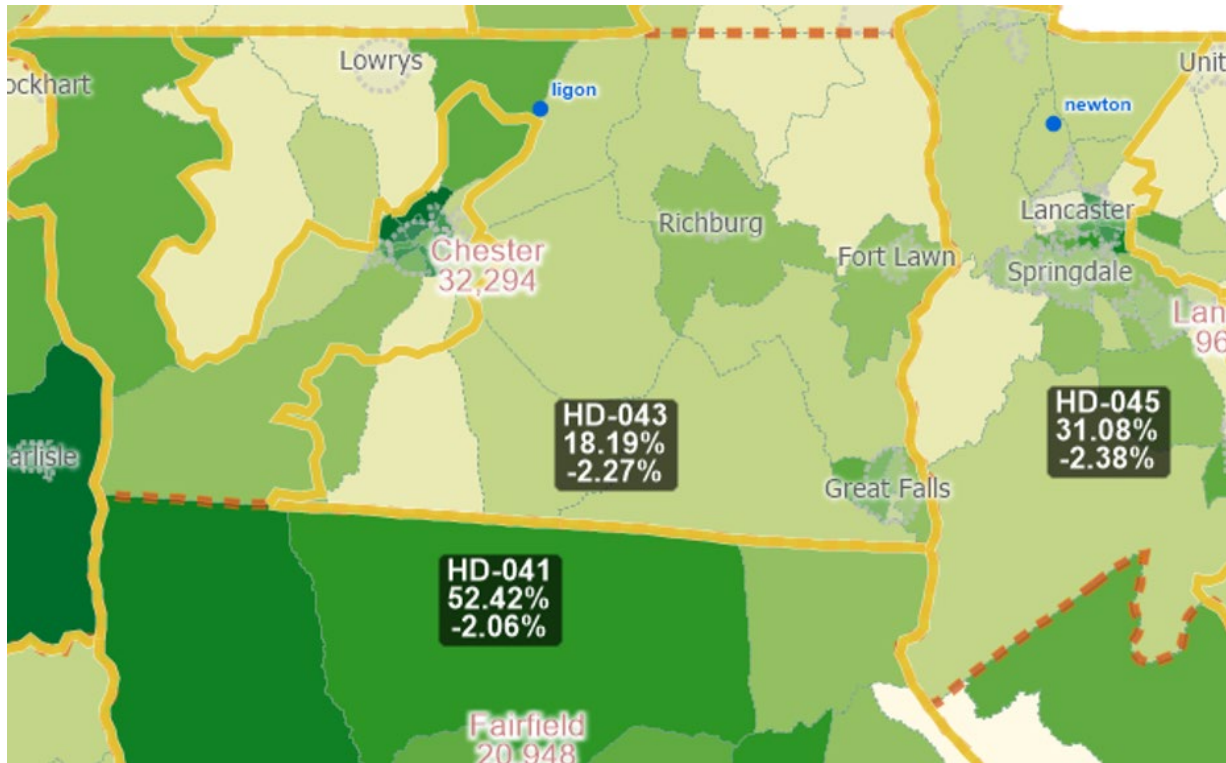 Lowrys
Unit
ockhart
ligon
newton
Lancaster
Richburg
Chester
32,294
Fort Lawn
Springdale
Lan
96
HD-043
18.19%
-2.27%
HD-045
31.08%
-2.38%
arlisle
Great Falls
HD-041
52.42%
-2.06%
Fairfield
20,948